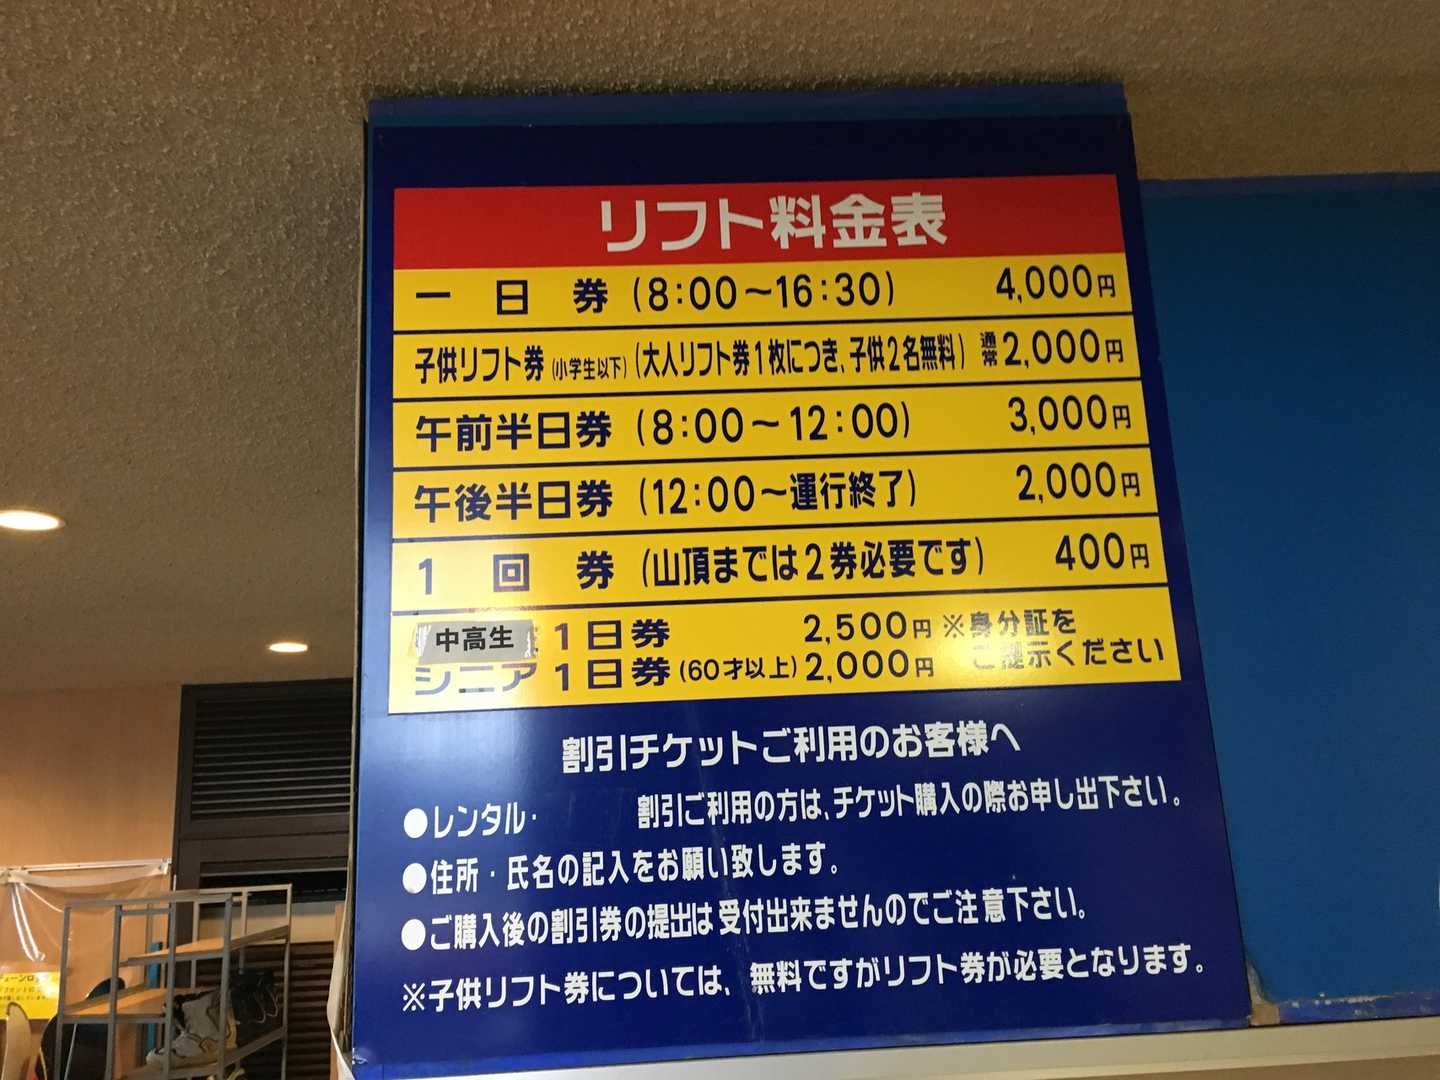 リフト料金表
一日券 (8:00～16:30) 4,000円
子供リフト券(小学生以下)(大人リフト券1枚につき、子供2名無料) 通常2,000円
午前半日券 (8:00～12:00) 3,000円
午後半日券 (12:00～運行終了) 2,000円
1回券 (山頂までは2券必要です) 400円
中高生 1日券 2,500円 ※身分証を
シニア1日券(60才以上) 2,000円 ご提示ください
割引チケットご利用のお客様へ
●レンタル・ 割引ご利用の方は、チケット購入の際お申し出下さい。
●住所・氏名の記入をお願い致します。
●ご購入後の割引券の提出は受付出来ませんのでご注意下さい。
※子供リフト券については、無料ですがリフト券が必要となります。